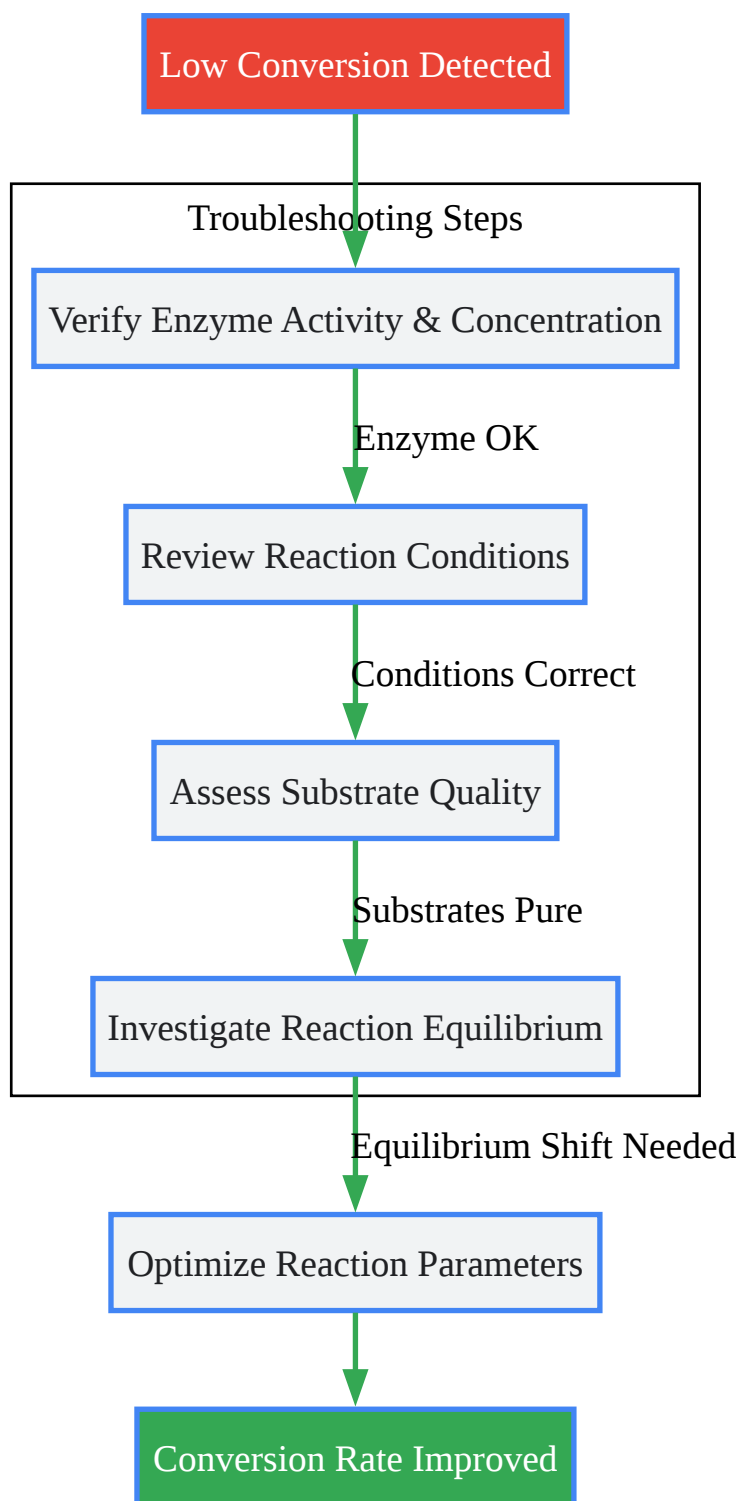 Low Conversion Detected
Troubleshooting Steps
Verify Enzyme Activity & Concentration
Enzyme OK
Review Reaction Conditions
Conditions Correct
Assess Substrate Quality
Substrates Pure
Investigate Reaction Equilibrium
Equilibrium Shift Needed
Optimize Reaction Parameters
Conversion Rate Improved